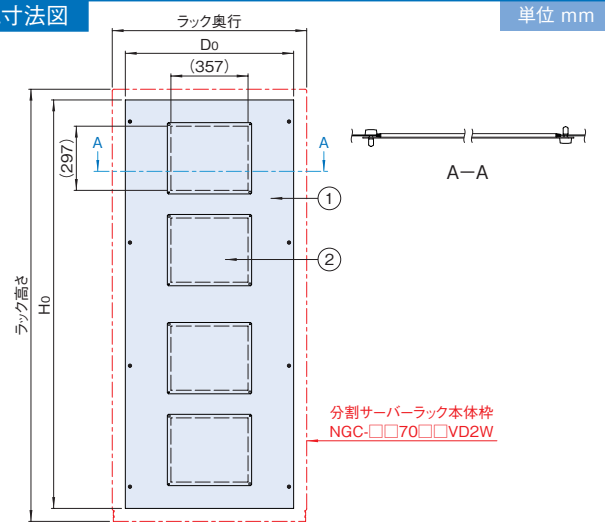 寸法図
単位 mm
ラック奥行
D0
(357)
(297)
A
A
A－A
1
2
ラック高さ
H0
分割サーバーラック本体枠
NGC-□□70□□VD2W